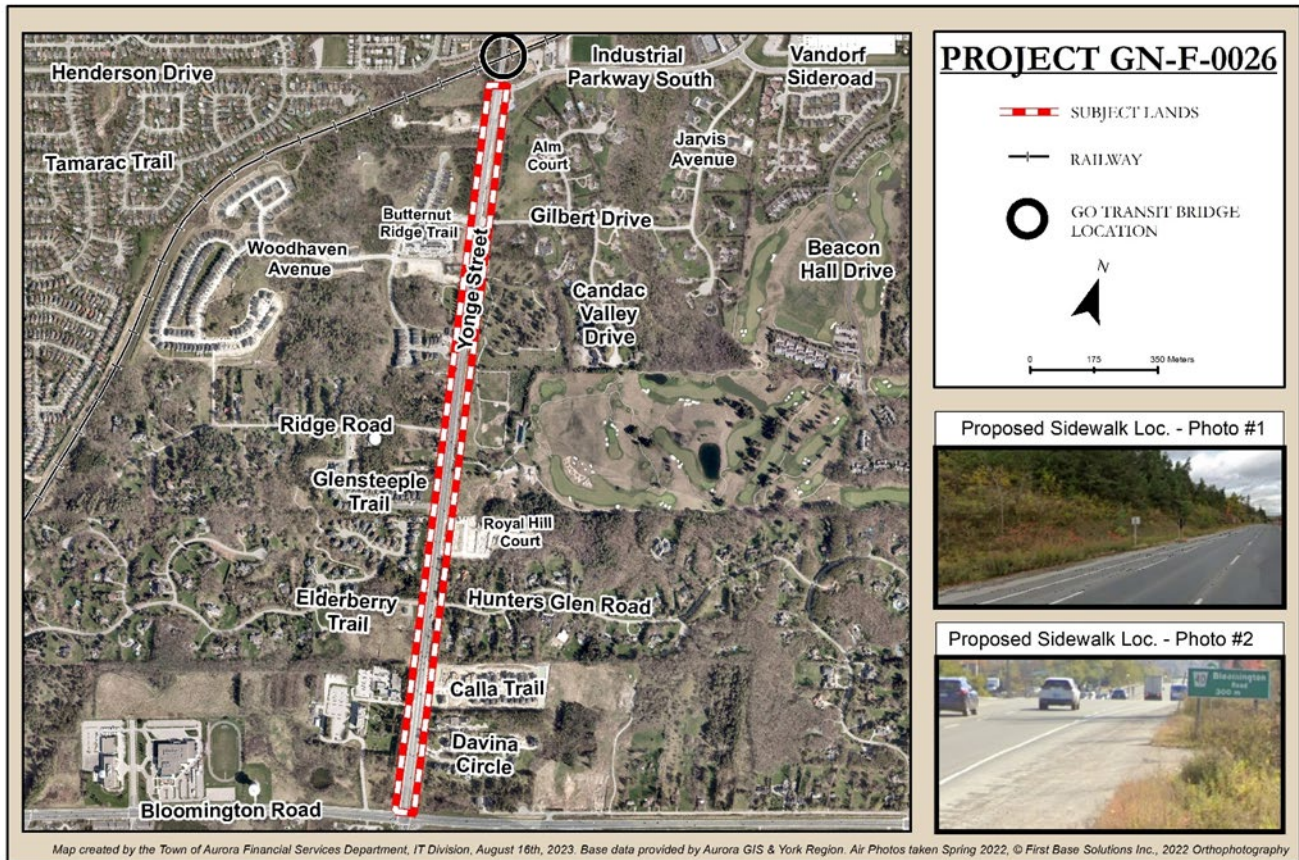 PROJECT GN-F-0026
SUBJECT LANDS
RAILWAY
GO TRANSIT BRIDGE
LOCATION
N
0 175 350 Meters
Proposed Sidewalk Loc. - Photo #1
Proposed Sidewalk Loc. - Photo #2
Bloomington
Road
300 m
Henderson Drive
Industrial
Parkway South
Vandorf
Sideroad
Tamarac Trail
Alm
Court
Jarvis
Avenue
Butternut
Ridge Trail
Gilbert Drive
Woodhaven
Avenue
Yonge Street
Beacon
Hall Drive
Candac
Valley
Drive
Ridge Road
Glensteeple
Trail
Royal Hill
Court
Elderberry
Trail
Hunters Glen Road
Calla Trail
Davina
Circle
Bloomington Road
Map created by the Town of Aurora Financial Services Department, IT Division, August 16th, 2023. Base data provided by Aurora GIS & York Region. Air Photos taken Spring 2022, © First Base Solutions Inc., 2022 Orthophotography